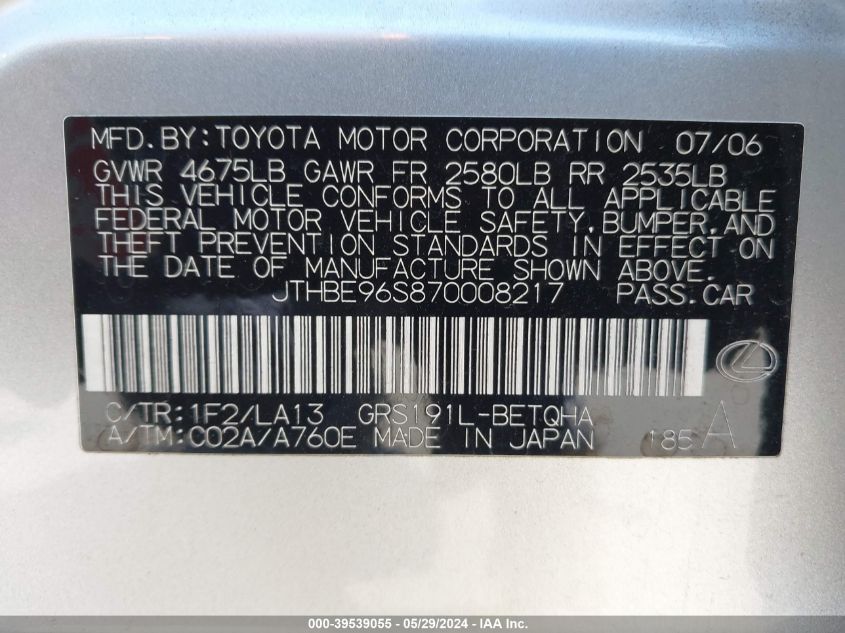 MFD.BY:TOYOTA MOTOR CORPORATION 07/06
GVWR 4675LB GAWR FR 2580LB RR 2535LB
THIS VEHICLE CONFORMS TO ALL APPLICABLE
FEDERAL MOTOR VEHICLE SAFETY,BUMPER,AND
THEFT PREVENTION STANDARDS IN EFFECT ON
THE DATE OF MANUFACTURE SHOWN ABOVE.
JTHBE96S870008217 PASS.CAR
C/TR:1F2/LA13 GRS191L-BETQHA
A/TM:C02A/A760E MADE IN JAPAN 185 A
000-39539055 - 05/29/2024 - IAA Inc.